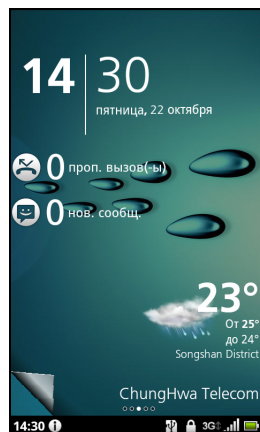 14 30
пятница, 22 октября
0 проп. вызов(-ы)
0 нов. сообщ.
23°
От 25°
до 24°
Songshan District
ChungHwa Telecom
14:30 3G